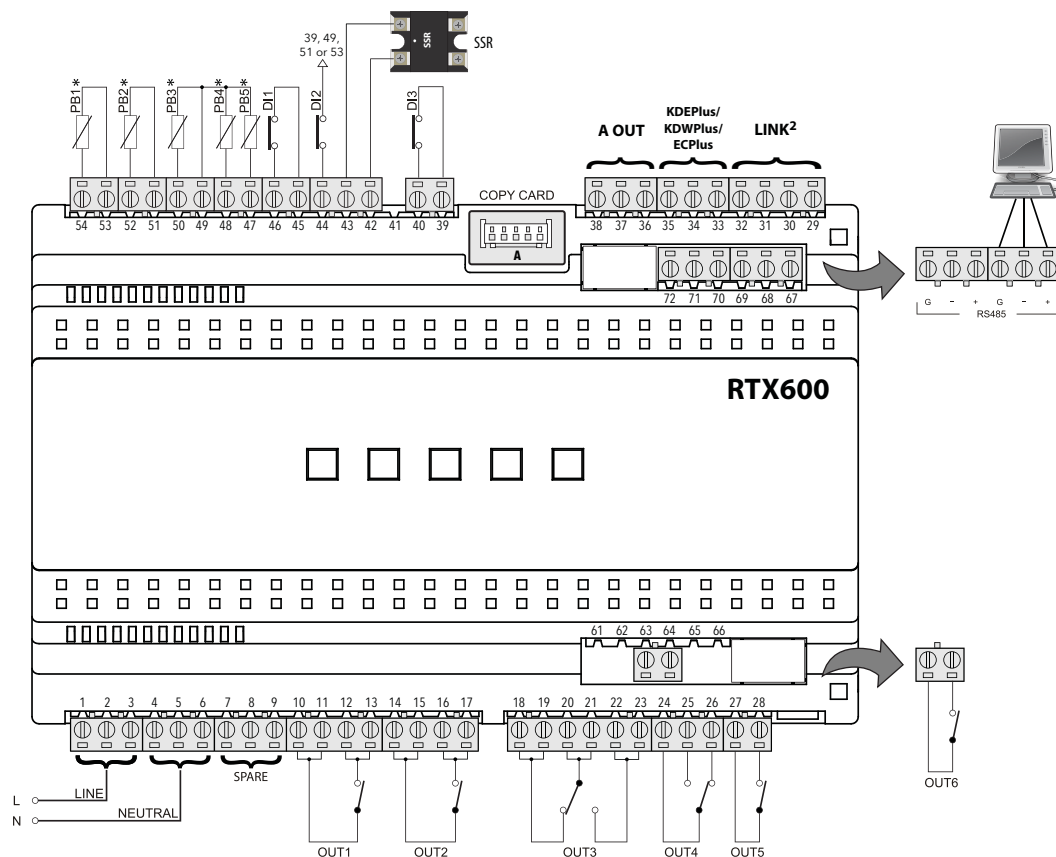 39, 49,
51 or 53
SSR
SSR
PB1*
PB2*
PB3*
PB4*
PB5*
DI1
DI2
DI3
A OUT
KDEPlus/
KDWPlus/
ECPlus
LINK²
COPY CARD
A
54 53 52 51 50 49 48 47 46 45 44 43 42 41 40 39
38 37 36 35 34 33 32 31 30 29
72 71 70 69 68 67
G - + G - +
RS485
RTX600
61 62 63 64 65 66
1 2 3 4 5 6 7 8 9 10 11 12 13 14 15 16 17
18 19 20 21 22 23 24 25 26 27 28
SPARE
L LINE
N NEUTRAL
OUT1 OUT2 OUT3 OUT4 OUT5
OUT6